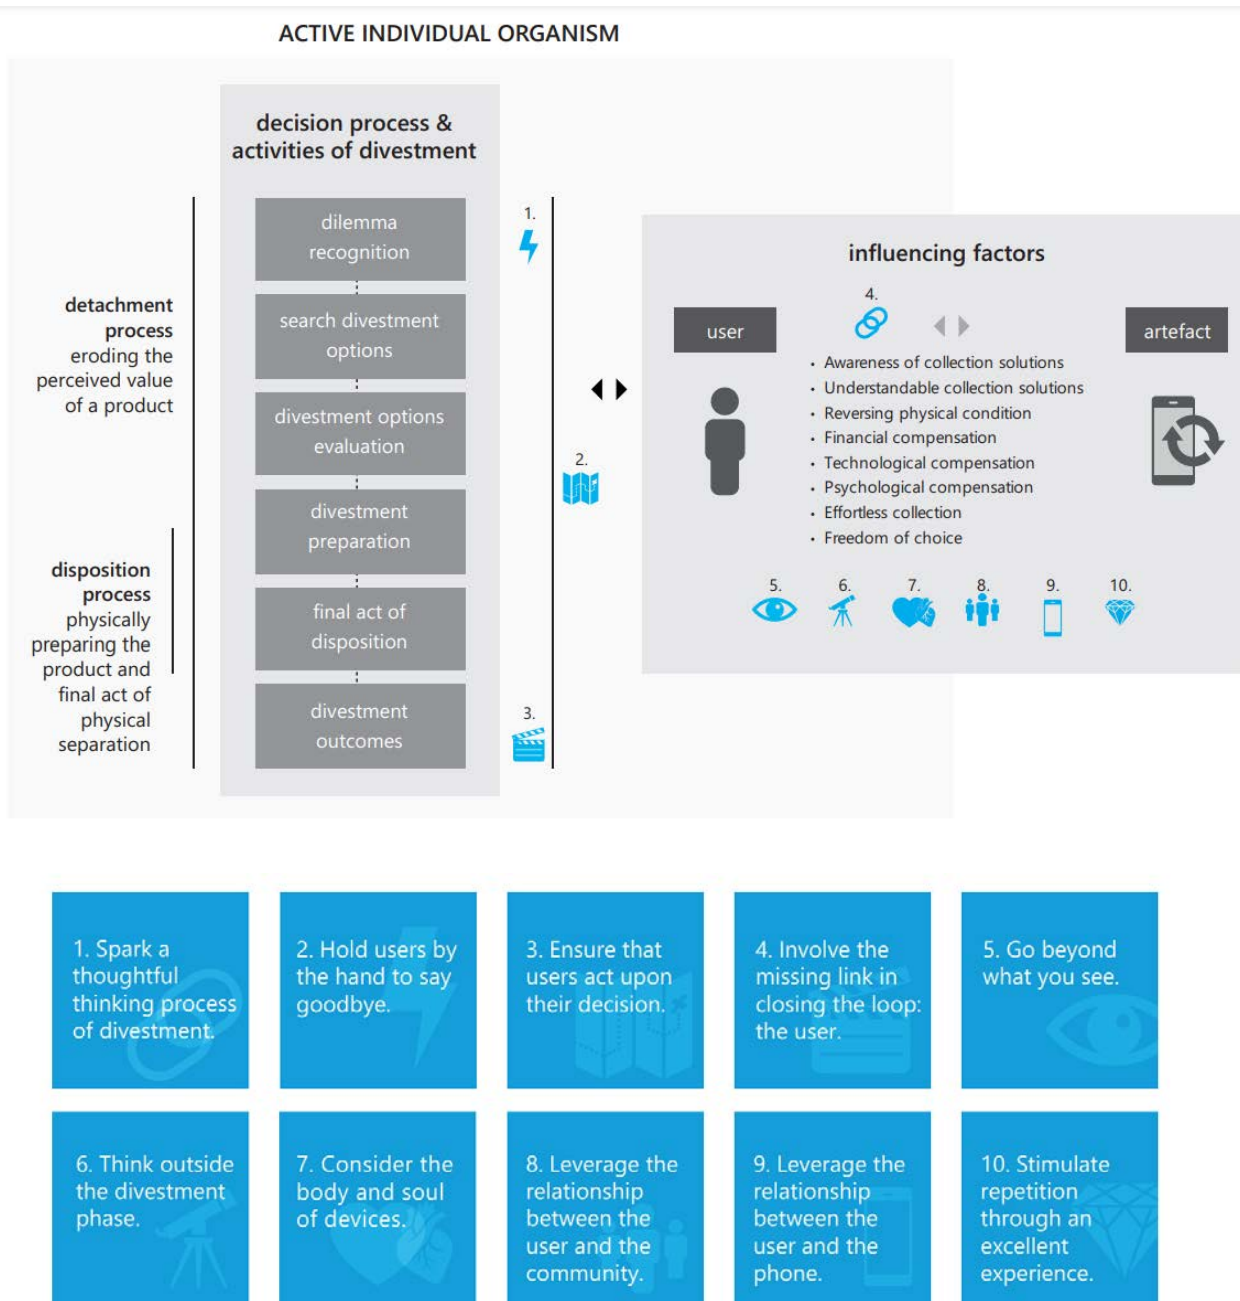 ACTIVE INDIVIDUAL ORGANISM
decision process &
activities of divestment
dilemma
recognition
search divestment
options
divestment options
evaluation
divestment
preparation
final act of
disposition
divestment
outcomes
detachment
process
eroding the
perceived value
of a product
disposition
process
physically
preparing the
product and
final act of
physical
separation
1.
2.
3.
influencing factors
user
4.
artefact
• Awareness of collection solutions
• Understandable collection solutions
• Reversing physical condition
• Financial compensation
• Technological compensation
• Psychological compensation
• Effortless collection
• Freedom of choice
5.
6.
7.
8.
9.
10.
1. Spark a
thoughtful
thinking process
of divestment.
2. Hold users by
the hand to say
goodbye.
3. Ensure that
users act upon
their decision.
4. Involve the
missing link in
closing the loop:
the user.
5. Go beyond
what you see.
6. Think outside
the divestment
phase.
7. Consider the
body and soul
of devices.
8. Leverage the
relationship
between the
user and the
community.
9. Leverage the
relationship
between the
user and the
phone.
10. Stimulate
repetition
through an
excellent
experience.